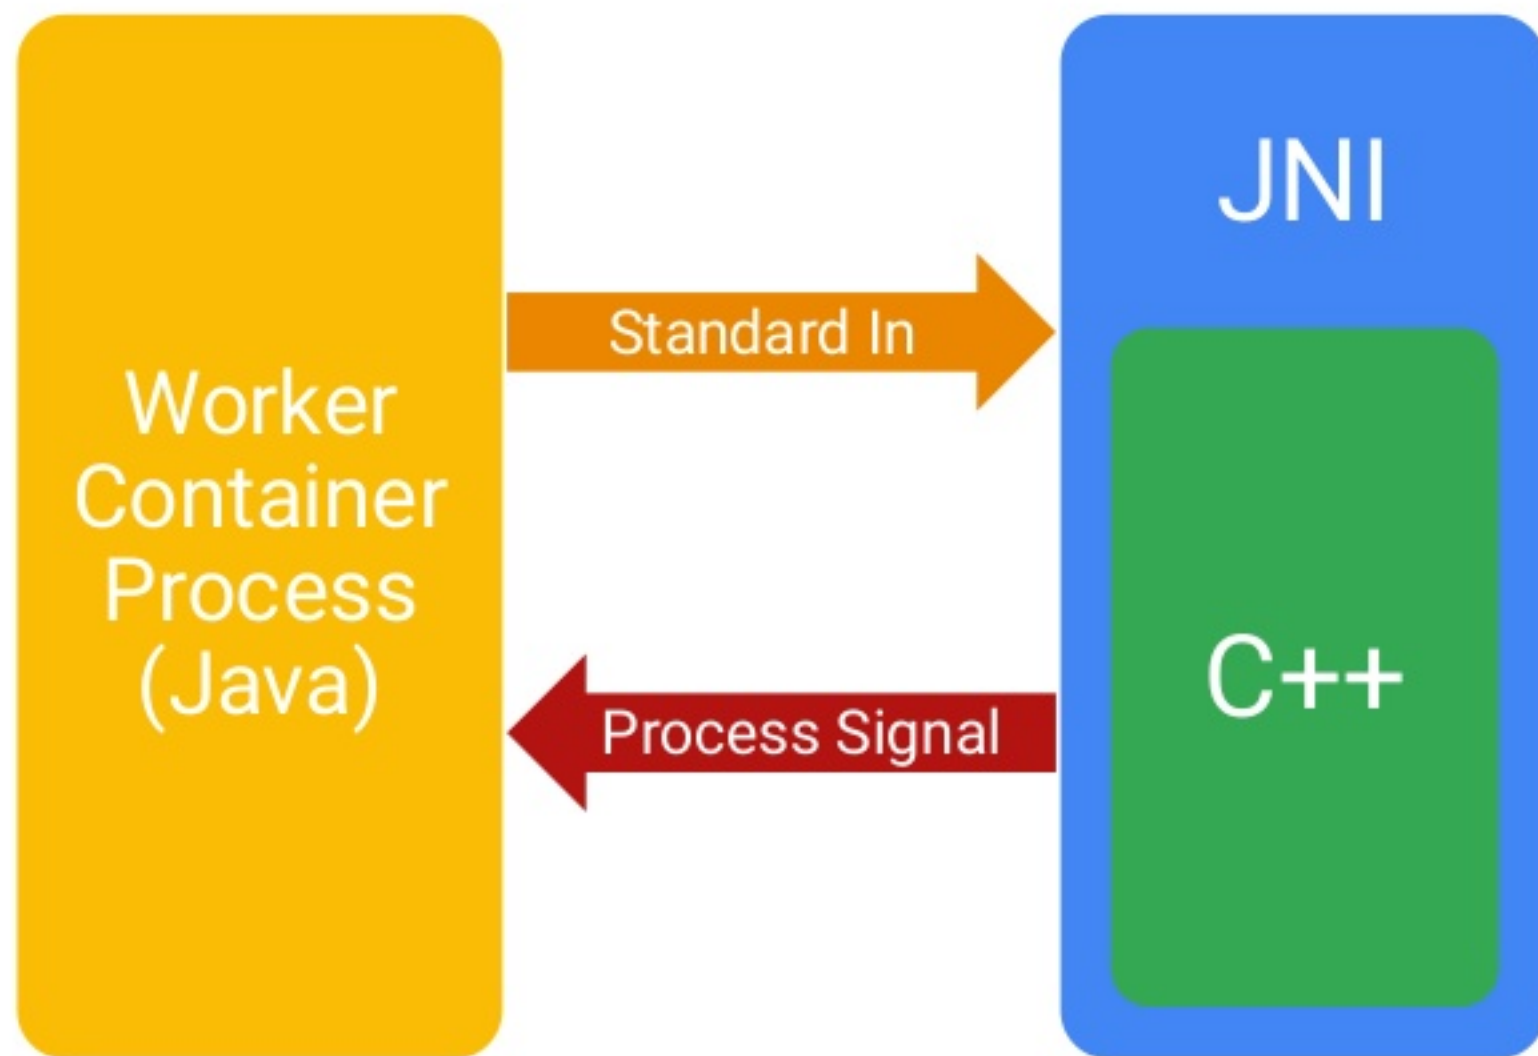 Worker
Container
Process
(Java)
Standard In
Process Signal
JNI
C++